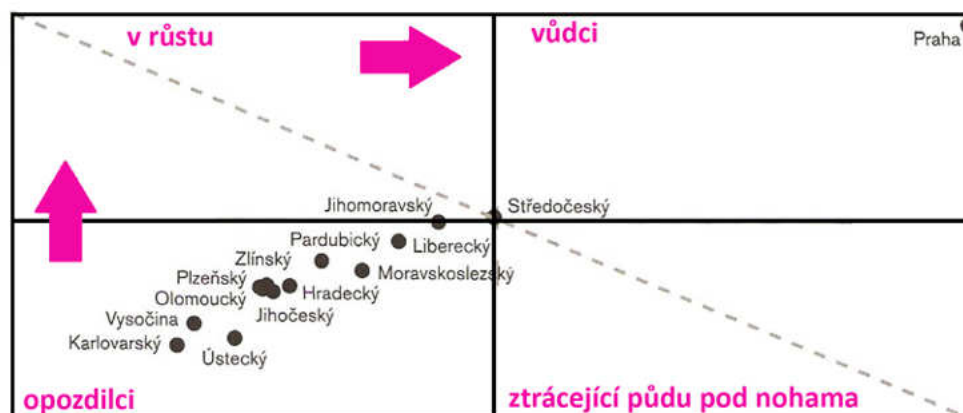 v růstu
vůdci
Praha
Jihomoravský
Středočeský
Pardubický
Liberecký
Zlínský
Moravskoslezský
Plzeňský
Hradecký
Olomoucký
Jihočeský
Vysočina
Karlovarský
Ústecký
opozdilci
ztrácející půdu pod nohama